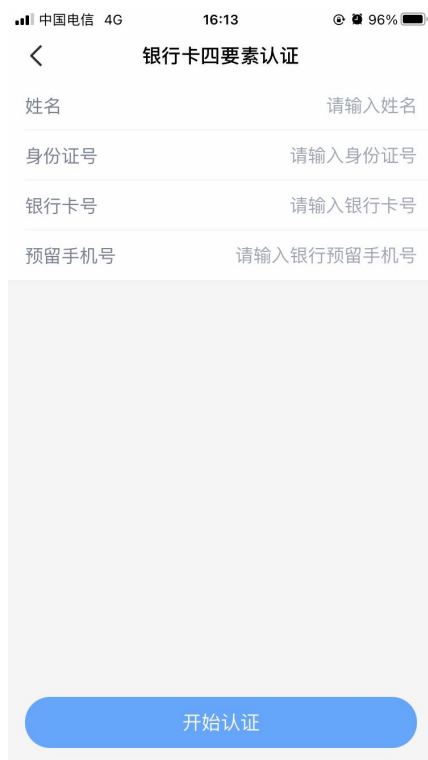 中国电信 4G 16:13 96%
银行卡四要素认证
姓名 请输入姓名
身份证号 请输入身份证号
银行卡号 请输入银行卡号
预留手机号 请输入银行预留手机号
开始认证